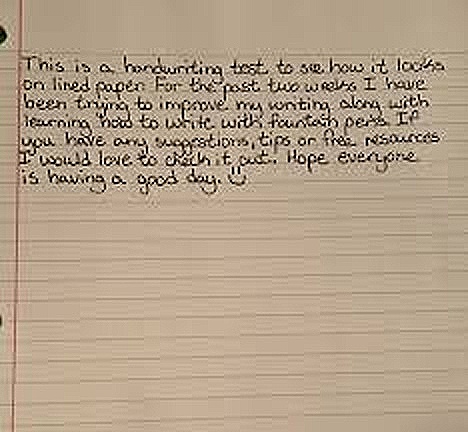 This is a handwriting test to see how it looks
on lined paper. For the past two weeks I have
been trying to improve my writing along with
learning how to write with fountain pens. If
you have any suggestions, tips or free resources
I would love to check it out. Hope everyone
is having a good day.